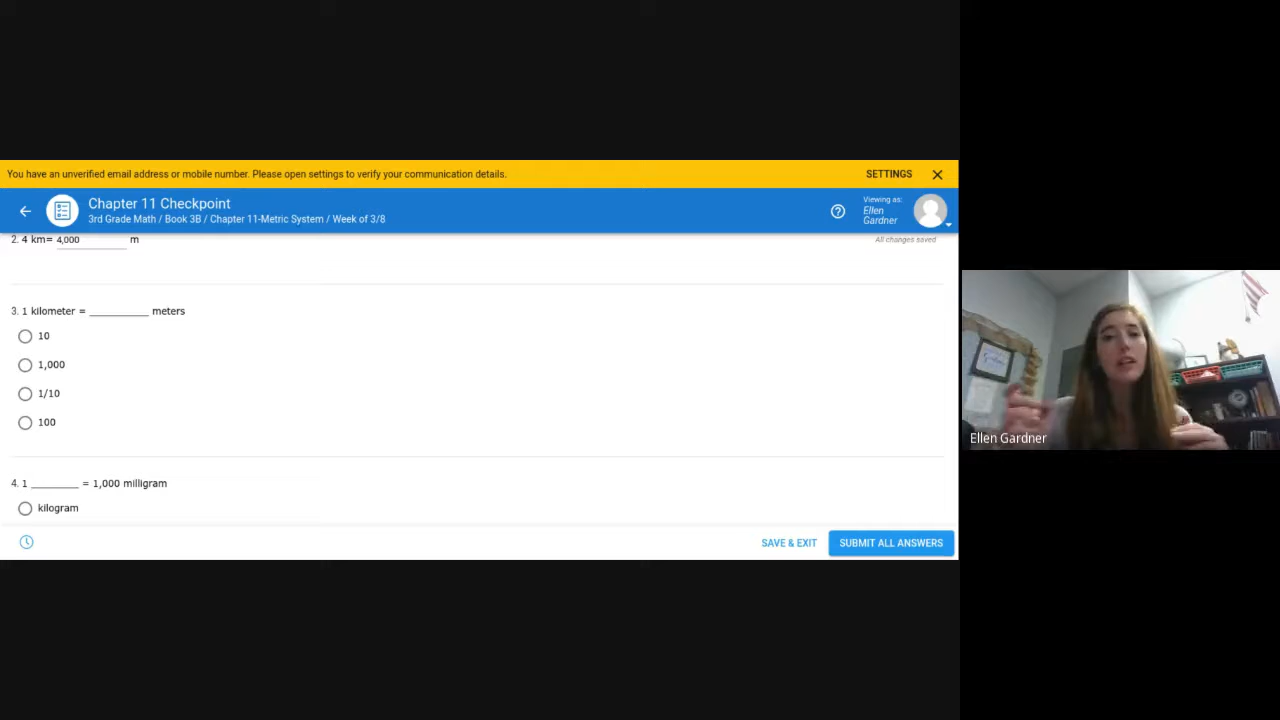 You have an unverified email address or mobile number. Please open settings to verify your communication details.
SETTINGS
Chapter 11 Checkpoint
3rd Grade Math / Book 3B / Chapter 11-Metric System / Week of 3/8
Viewing as:
Ellen
Gardner
2. 4 km= 4,000 m
All changes saved
3. 1 kilometer = __________ meters
10
1,000
1/10
100
4. 1 ________ = 1,000 milligram
kilogram
SAVE & EXIT
SUBMIT ALL ANSWERS
Ellen Gardner